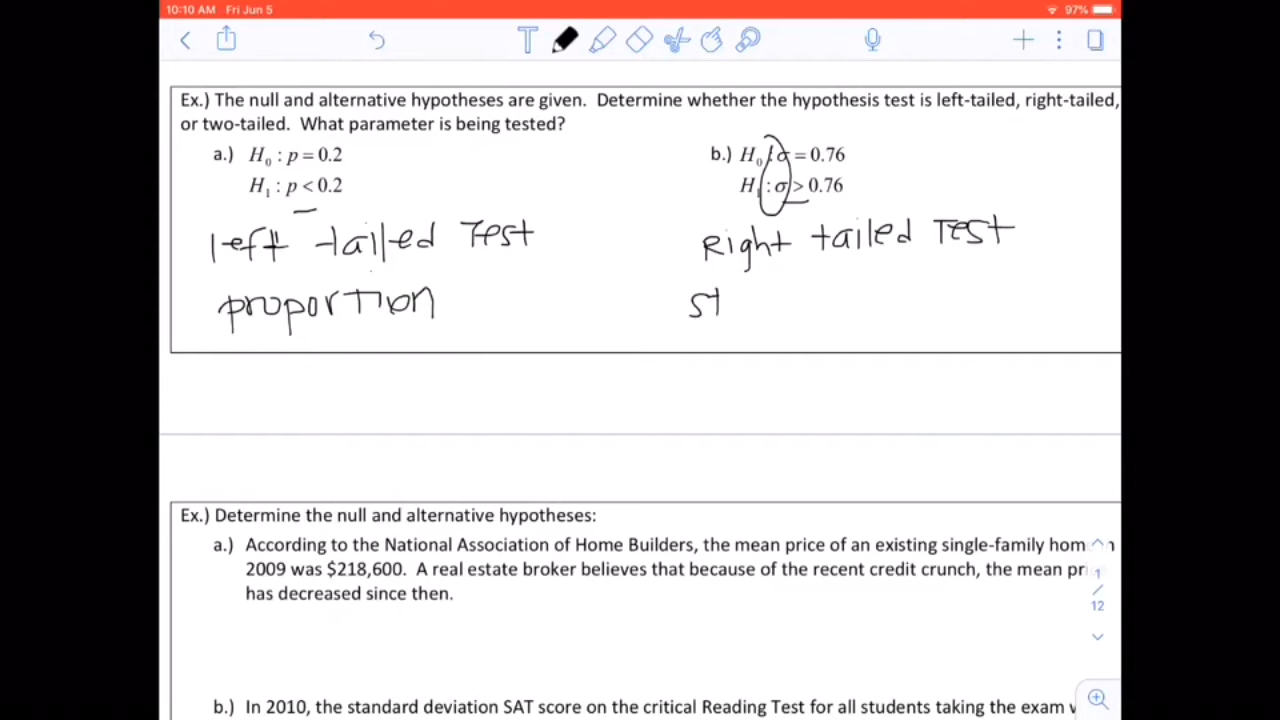 10:10 AM Fri Jun 5 97%
Ex.) The null and alternative hypotheses are given. Determine whether the hypothesis test is left-tailed, right-tailed,
or two-tailed. What parameter is being tested?
a.) H₀ : p = 0.2
b.) H₀ : σ = 0.76
H₁ : p < 0.2
H₁ : σ > 0.76
left -tailed Test
Right tailed Test
proportion
st
Ex.) Determine the null and alternative hypotheses:
a.) According to the National Association of Home Builders, the mean price of an existing single-family hom n
2009 was $218,600. A real estate broker believes that because of the recent credit crunch, the mean pri
has decreased since then.
1
/
12
b.) In 2010, the standard deviation SAT score on the critical Reading Test for all students taking the exam